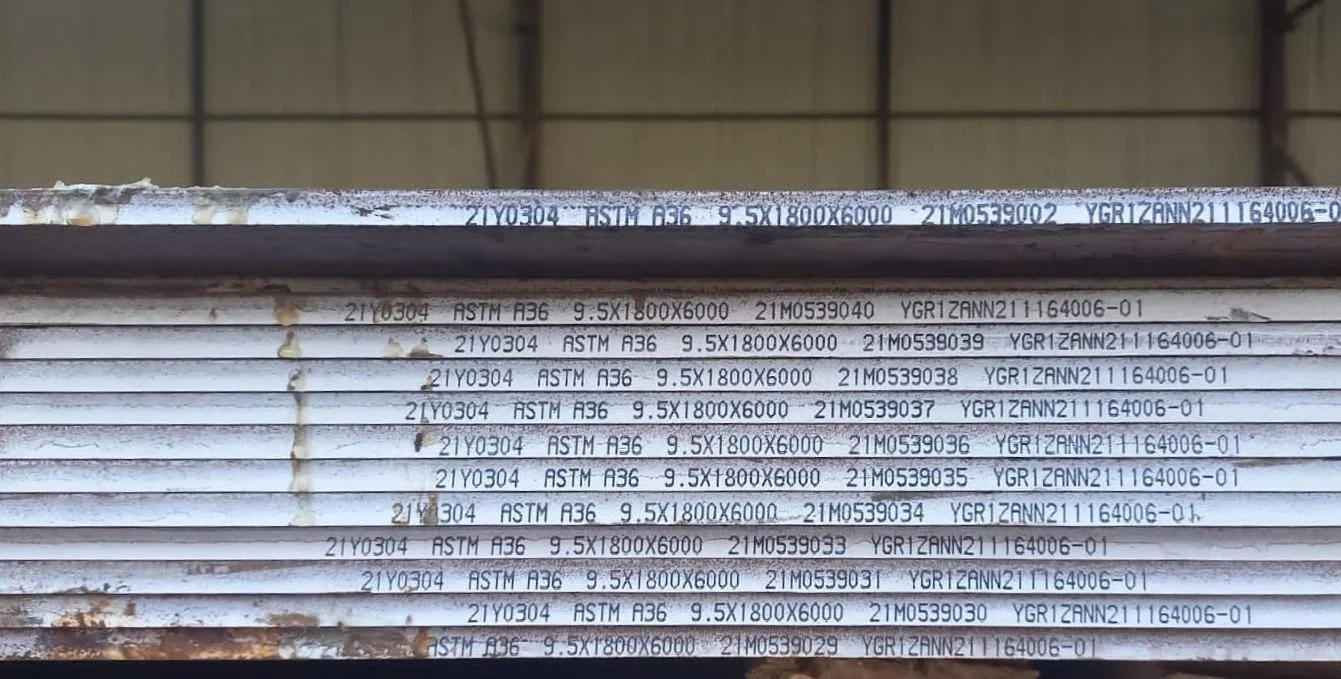 21Y0304 ASTM A36 9.5X1800X6000 21M0539002 YGR1ZANN211164006-0
21Y0304 ASTM A36 9.5X1800X6000 21M0539040 YGR1ZANN211164006-01
21Y0304 ASTM A36 9.5X1800X6000 21M0539039 YGR1ZANN211164006-01
21Y0304 ASTM A36 9.5X1800X6000 21M0539038 YGR1ZANN211164006-01
21Y0304 ASTM A36 9.5X1800X6000 21M0539037 YGR1ZANN211164006-01
21Y0304 ASTM A36 9.5X1800X6000 21M0539036 YGR1ZANN211164006-01
21Y0304 ASTM A36 9.5X1800X6000 21M0539035 YGR1ZANN211164006-01
21Y0304 ASTM A36 9.5X1800X6000 21M0539034 YGR1ZANN211164006-01
21Y0304 ASTM A36 9.5X1800X6000 21M0539033 YGR1ZANN211164006-01
21Y0304 ASTM A36 9.5X1800X6000 21M0539031 YGR1ZANN211164006-01
21Y0304 ASTM A36 9.5X1800X6000 21M0539030 YGR1ZANN211164006-01
ASTM A36 9.5X1800X6000 21M0539029 YGR1ZANN211164006-01